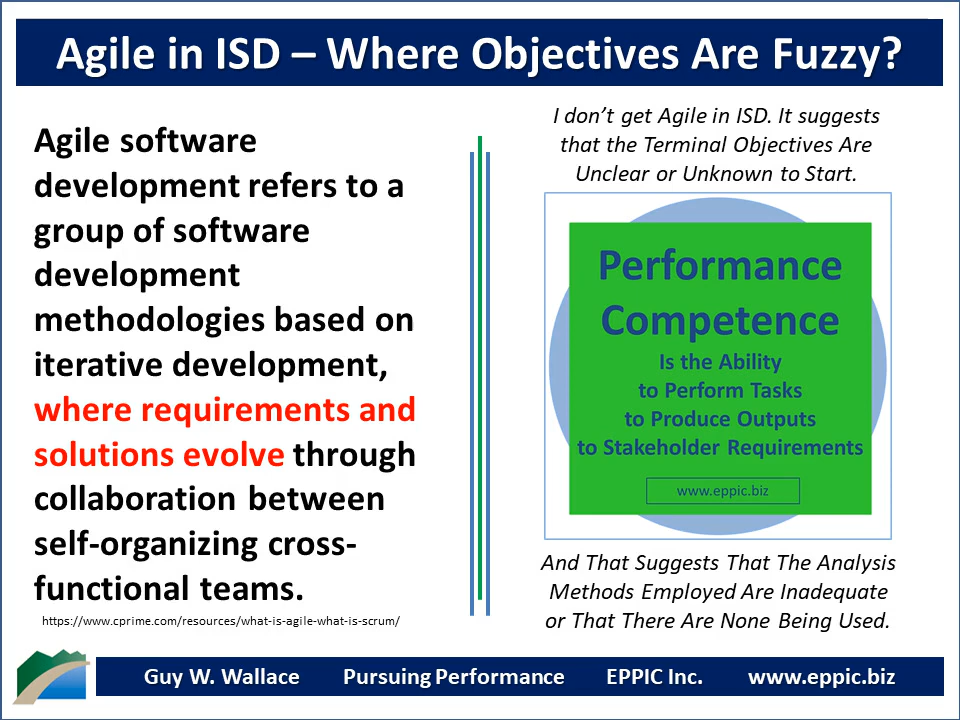 Agile in ISD – Where Objectives Are Fuzzy?
Agile software
development refers to a
group of software
development
methodologies based on
iterative development,
where requirements and
solutions evolve through
collaboration between
self-organizing cross-
functional teams.
https://www.cprime.com/resources/what-is-agile-what-is-scrum/
I don’t get Agile in ISD. It suggests
that the Terminal Objectives Are
Unclear or Unknown to Start.
Performance
Competence
Is the Ability
to Perform Tasks
to Produce Outputs
to Stakeholder Requirements
www.eppic.biz
And That Suggests That The Analysis
Methods Employed Are Inadequate
or That There Are None Being Used.
Guy W. Wallace Pursuing Performance EPPIC Inc. www.eppic.biz